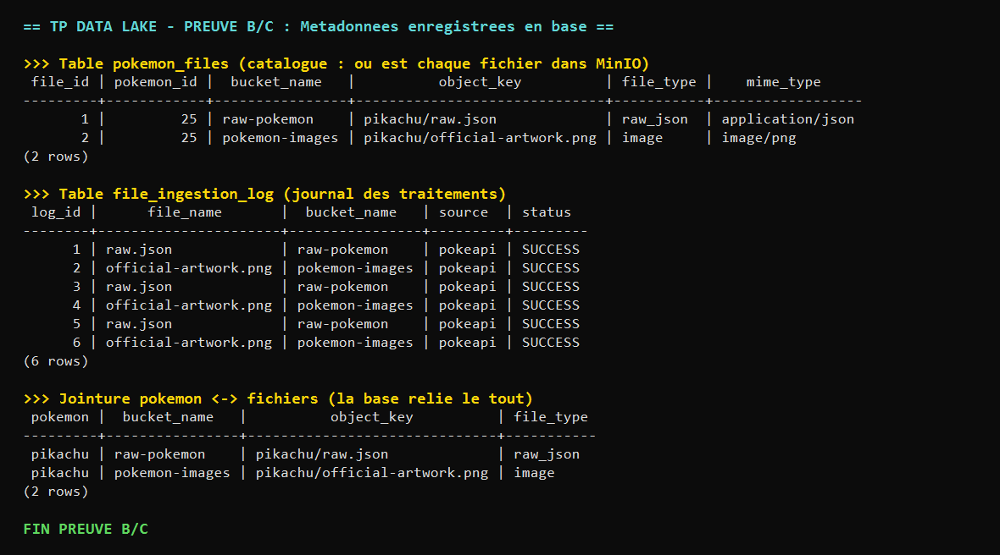 == TP DATA LAKE - PREUVE B/C : Metadonnees enregistrees en base ==
>>> Table pokemon_files (catalogue : ou est chaque fichier dans MinIO)
 file_id | pokemon_id |  bucket_name   |          object_key          | file_type |    mime_type
---------+------------+----------------+------------------------------+-----------+------------------
       1 |         25 | raw-pokemon    | pikachu/raw.json             | raw_json  | application/json
       2 |         25 | pokemon-images | pikachu/official-artwork.png | image     | image/png
(2 rows)
>>> Table file_ingestion_log (journal des traitements)
 log_id |      file_name       |  bucket_name   | source  | status
--------+----------------------+----------------+---------+---------
      1 | raw.json             | raw-pokemon    | pokeapi | SUCCESS
      2 | official-artwork.png | pokemon-images | pokeapi | SUCCESS
      3 | raw.json             | raw-pokemon    | pokeapi | SUCCESS
      4 | official-artwork.png | pokemon-images | pokeapi | SUCCESS
      5 | raw.json             | raw-pokemon    | pokeapi | SUCCESS
      6 | official-artwork.png | pokemon-images | pokeapi | SUCCESS
(6 rows)
>>> Jointure pokemon <-> fichiers (la base relie le tout)
 pokemon |  bucket_name   |          object_key          | file_type
---------+----------------+------------------------------+-----------
 pikachu | raw-pokemon    | pikachu/raw.json             | raw_json
 pikachu | pokemon-images | pikachu/official-artwork.png | image
(2 rows)
FIN PREUVE B/C